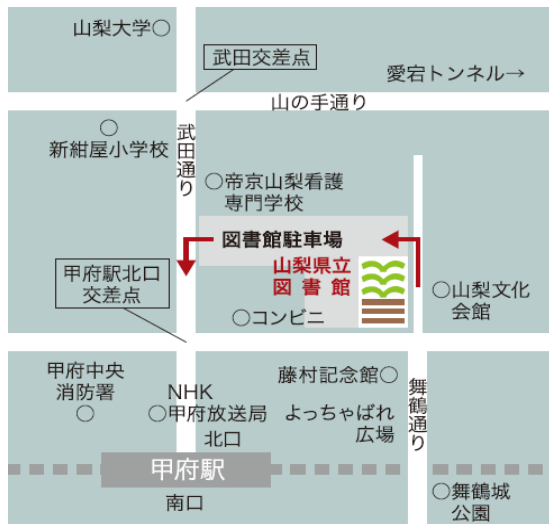 山梨大学○
武田交差点
愛宕トンネル→
山の手通り
○
新紺屋小学校
武田通り
○帝京山梨看護
専門学校
図書館駐車場
山梨県立
図書館
甲府駅北口
交差点
○山梨文化
会館
○コンビニ
甲府中央
消防署
○
NHK
○甲府放送局
北口
藤村記念館○
よっちゃばれ
広場
舞鶴通り
甲府駅
南口
○舞鶴城
公園